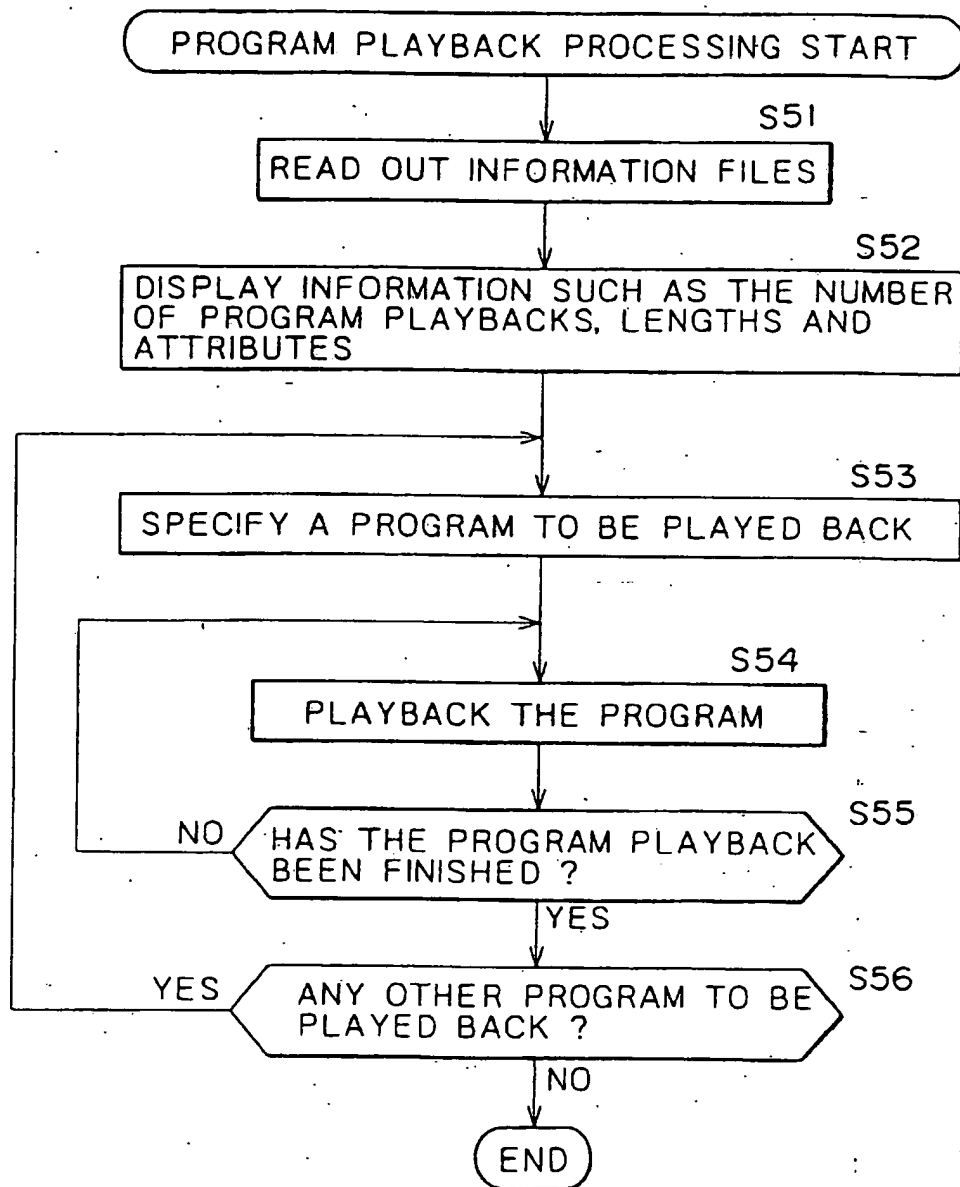 PROGRAM PLAYBACK PROCESSING START
S51
READ OUT INFORMATION FILES
S52
DISPLAY INFORMATION SUCH AS THE NUMBER
OF PROGRAM PLAYBACKS, LENGTHS AND
ATTRIBUTES
S53
SPECIFY A PROGRAM TO BE PLAYED BACK
S54
PLAYBACK THE PROGRAM
S55
NO
HAS THE PROGRAM PLAYBACK
BEEN FINISHED ?
YES
S56
YES
ANY OTHER PROGRAM TO BE
PLAYED BACK ?
NO
END